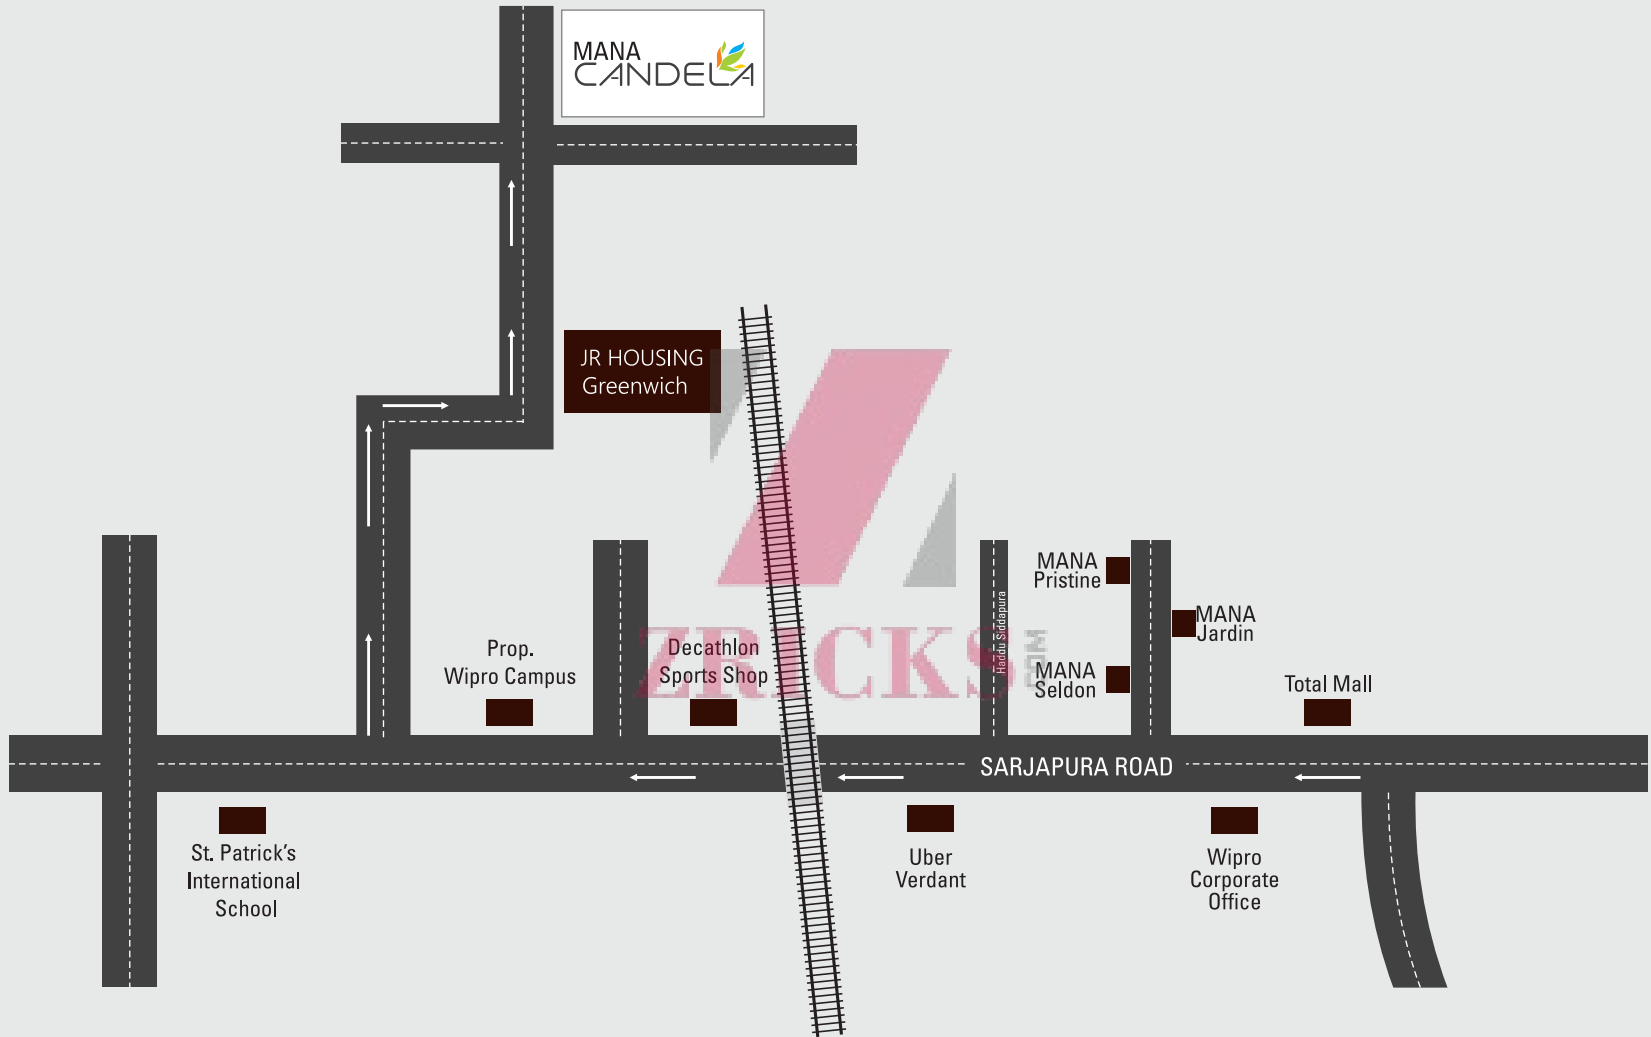 MANA
CANDELA
JR HOUSING
Greenwich
MANA
Pristine
MANA
Jardin
Haddu Siddapura
Prop.
Wipro Campus
Decathlon
Sports Shop
ZRICKS
.COM
MANA
Seldon
Total Mall
SARJAPURA ROAD
St. Patrick's
International
School
Uber
Verdant
Wipro
Corporate
Office